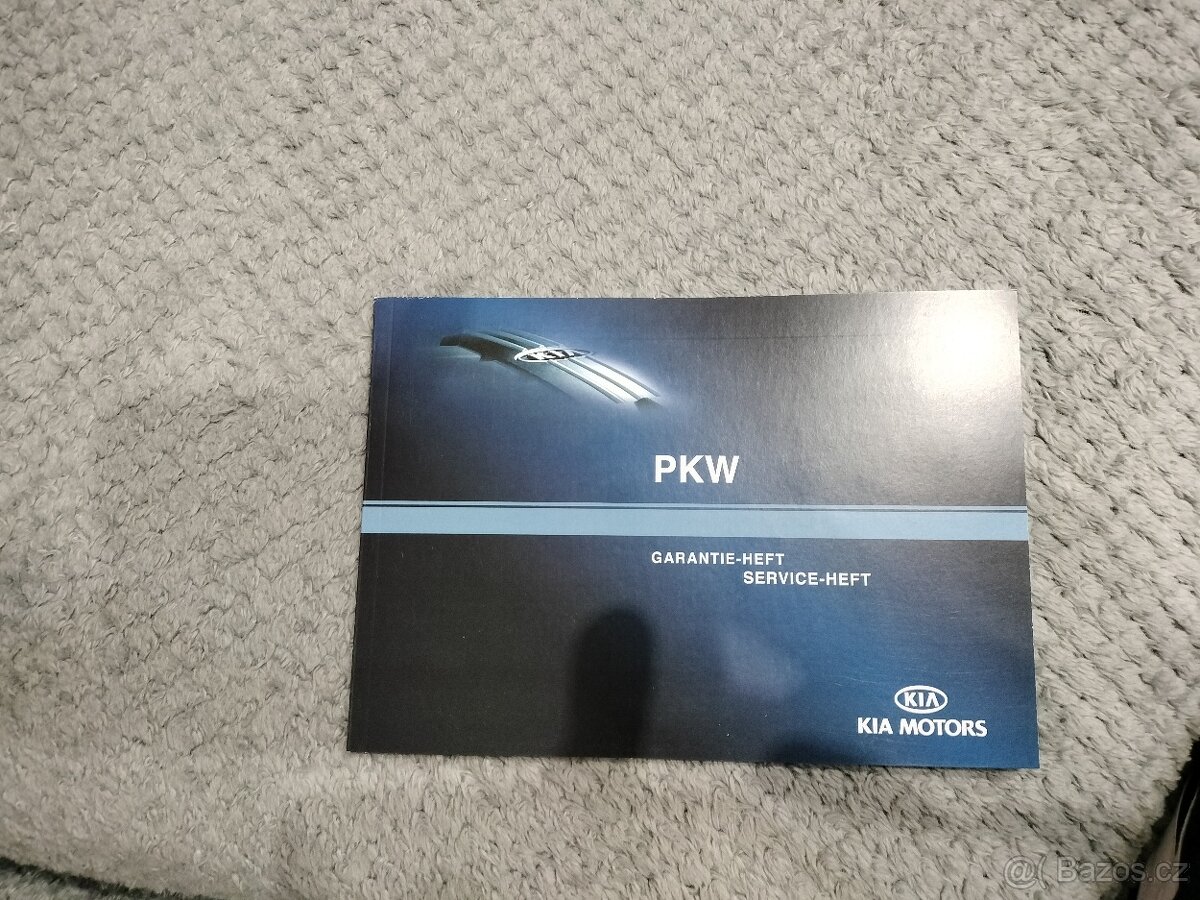 KIA
PKW
GARANTIE-HEFT
SERVICE-HEFT
KIA
KIA MOTORS
@( Bazos.cz